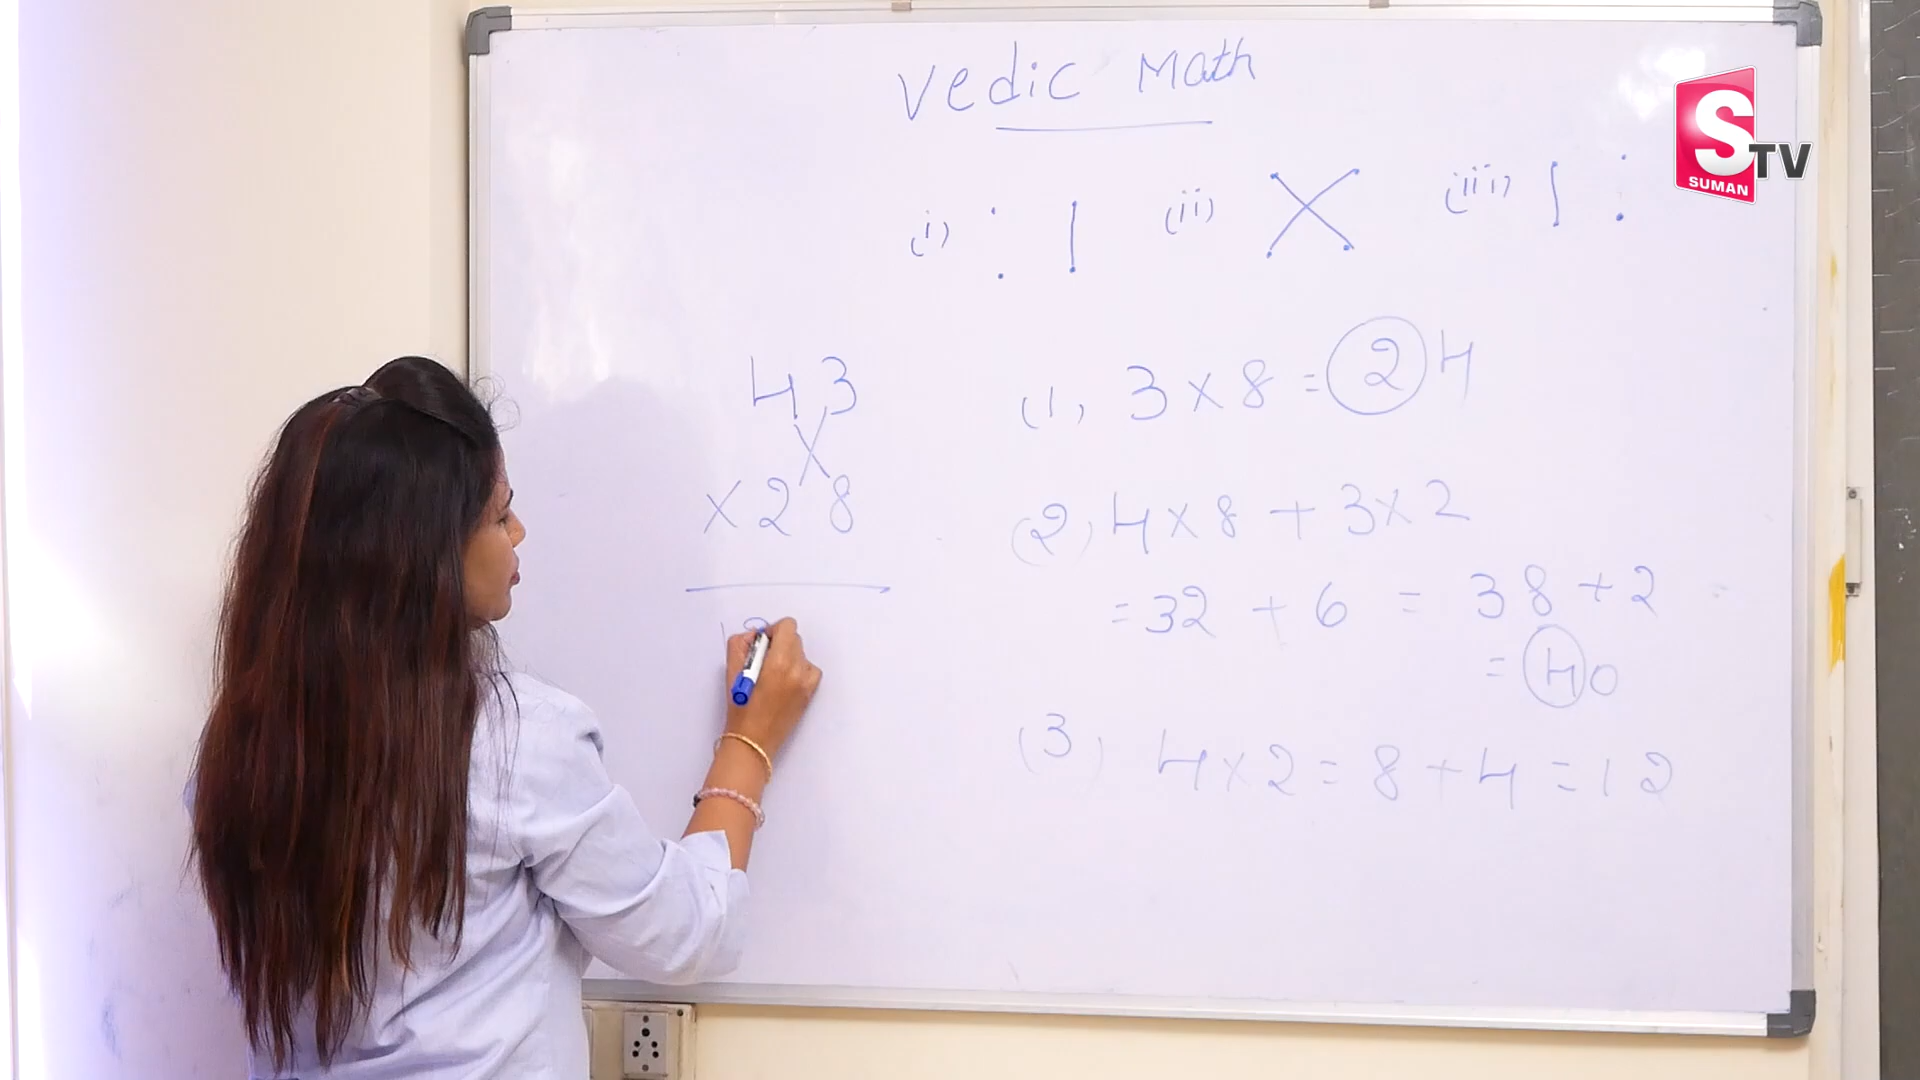 Vedic Math
(i) : | (ii) X (iii) | :
S TV
SUMAN
43
×28
12
(1) 3×8 = 24
(2) 4×8 + 3×2
= 32 + 6 = 38 + 2 =
= 40
(3) 4×2 = 8 + 4 = 12